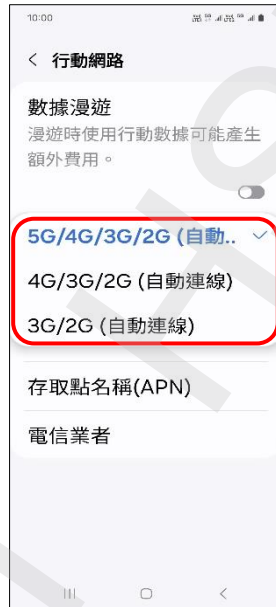 10:00
行動網路
數據漫遊
漫遊時使用行動數據可能產生
額外費用。
5G/4G/3G/2G (自動..
4G/3G/2G (自動連線)
3G/2G (自動連線)
存取點名稱(APN)
電信業者